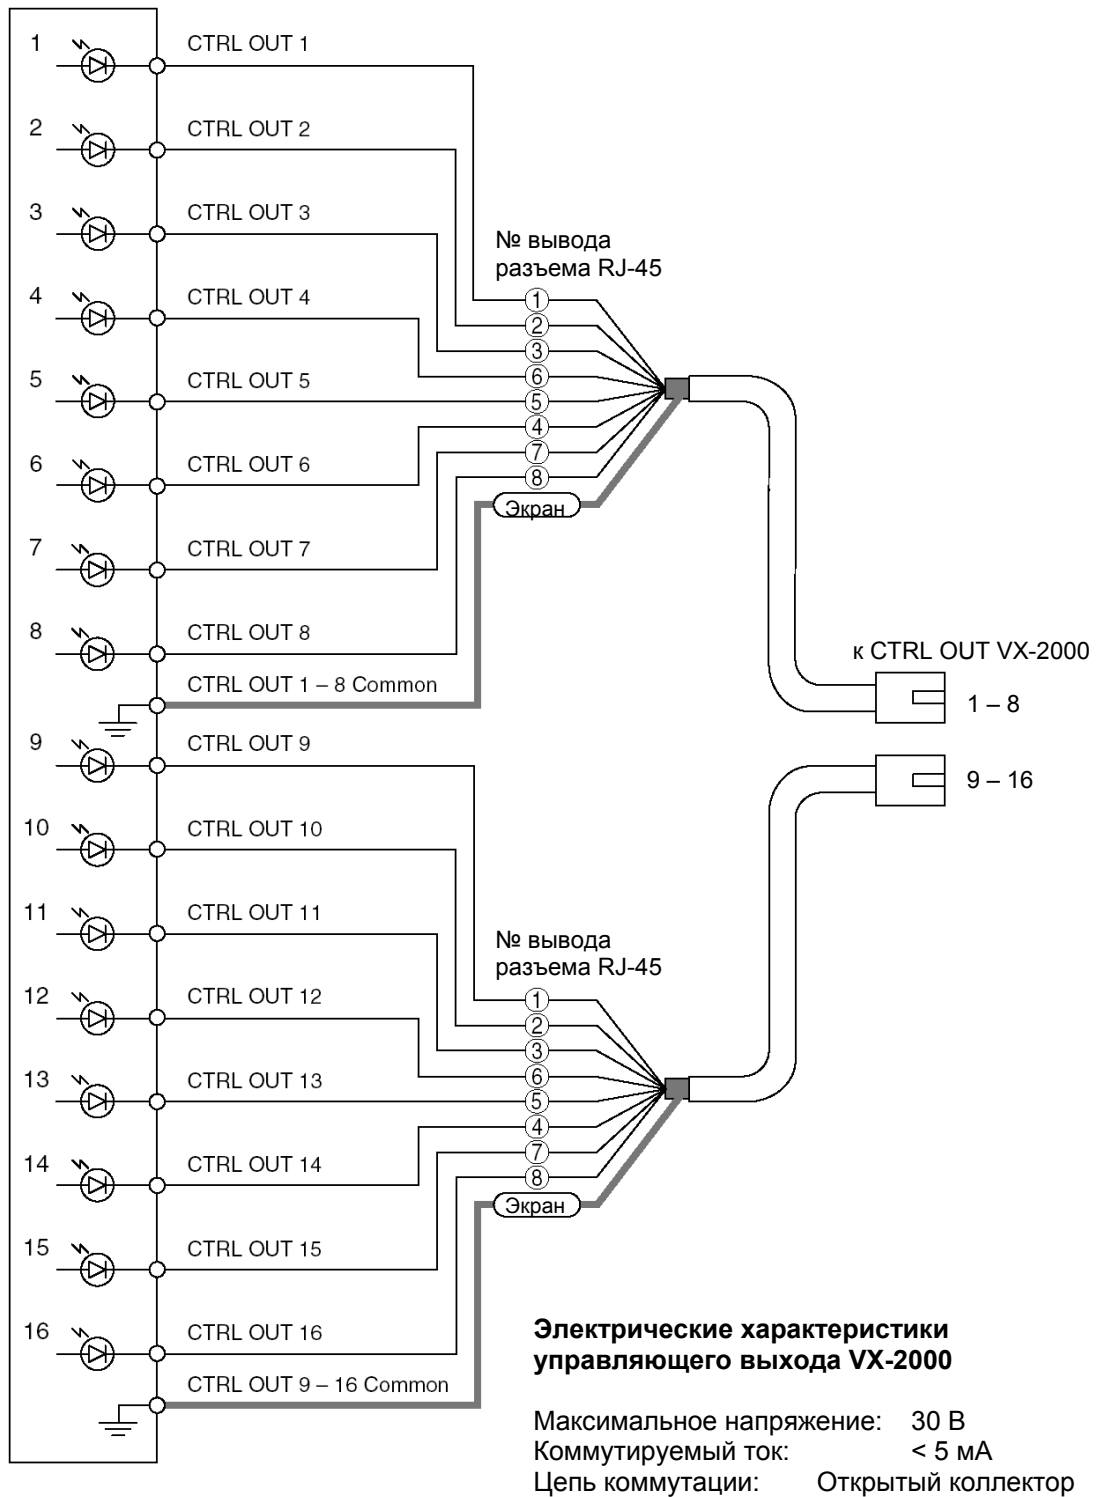 1
CTRL OUT 1
2
CTRL OUT 2
3
CTRL OUT 3
№ вывода
разъема RJ-45
4
CTRL OUT 4
1
2
3
6
5
4
7
8
Экран
5
CTRL OUT 5
6
CTRL OUT 6
7
CTRL OUT 7
8
CTRL OUT 8
к CTRL OUT VX-2000
CTRL OUT 1 – 8 Common
1 – 8
9
CTRL OUT 9
9 – 16
10
CTRL OUT 10
11
CTRL OUT 11
№ вывода
разъема RJ-45
12
CTRL OUT 12
1
2
3
6
5
4
7
8
Экран
13
CTRL OUT 13
14
CTRL OUT 14
15
CTRL OUT 15
16
CTRL OUT 16
CTRL OUT 9 – 16 Common
Электрические характеристики
управляющего выхода VX-2000
Максимальное напряжение: 30 В
Коммутируемый ток: < 5 мА
Цепь коммутации: Открытый коллектор